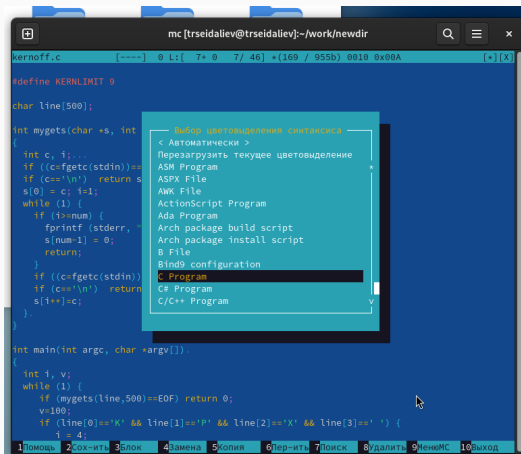 mc [trseidaliev@trseidaliev]:~/work/newdir
kernoff.c [----] 0 L:[ 7+ 0 7/ 46] *(169 / 955b) 0010 0x00A [*][X]
#define KERNLIMIT 9
char line[500];
int mygets(char *s, int
{
int c, i;...
if ((c=fgetc(stdin))==
if (c=='\n') return s
s[0] = c; i=1;
while (1) {
if (i>=num) {
fprintf (stderr, "
s[num-1] = 0;
return;
}
if ((c=fgetc(stdin))
if (c=='\n') return
s[i++]=c;
}.
}
Выбор цветовыделения синтаксиса
< Автоматически >
Перезагрузить текущее цветовыделение
ASM Program
ASPX File
AWK File
ActionScript Program
Ada Program
Arch package build script
Arch package install script
B File
Bind9 configuration
C Program
C# Program
C/C++ Program
int main(int argc, char *argv[]).
{
int i, v;
while (1) {
if (mygets(line,500)==EOF) return 0;
v=100;
if (line[0]=='K' && line[1]=='P' && line[2]=='X' && line[3]==' ') {
i = 4;
1Помощь 2Сох~ить 3Блок 4Замена 5Копия 6Пер~ить 7Поиск 8Удалить 9МенюMC 10Выход